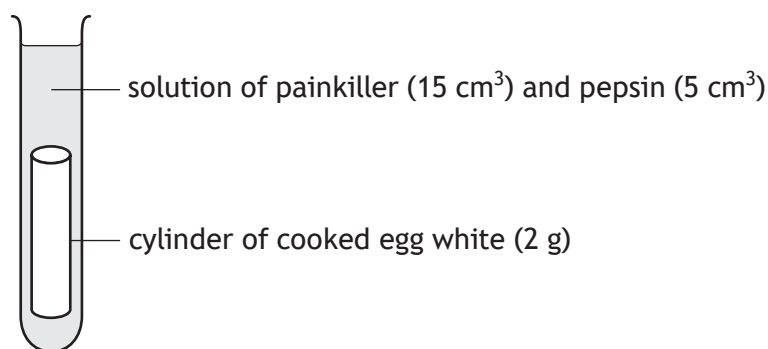 solution of painkiller (15 cm³) and pepsin (5 cm³)
cylinder of cooked egg white (2 g)